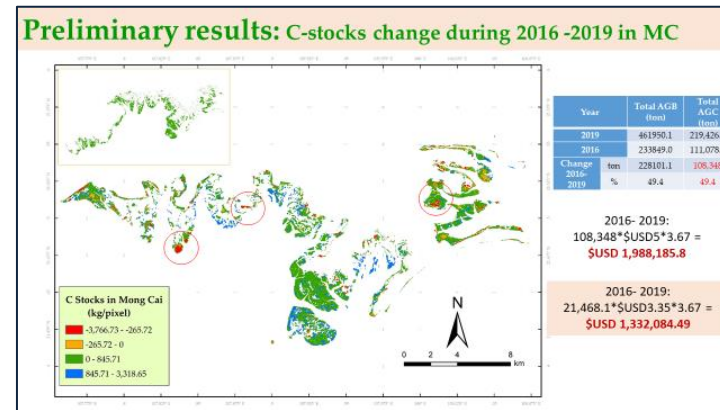 Preliminary results: C-stocks change during 2016 -2019 in MC
Year Total AGB (ton) Total AGC (ton)
2019 461950.1 219,426.
2016 233849.0 111,078.
Change 2016-2019 ton 228101.1 108,348
% 49.4 49.4
2016- 2019:
108,348*$USD5*3.67 =
$USD 1,988,185.8
2016- 2019:
21,468.1*$USD3.35*3.67 =
$USD 1,332,084.49
C Stocks in Mong Cai
(kg/pixel)
-3,766.73 - -265.72
-265.72 - 0
0 - 845.71
845.71 - 3,318.65
N
0 2 4 8
km